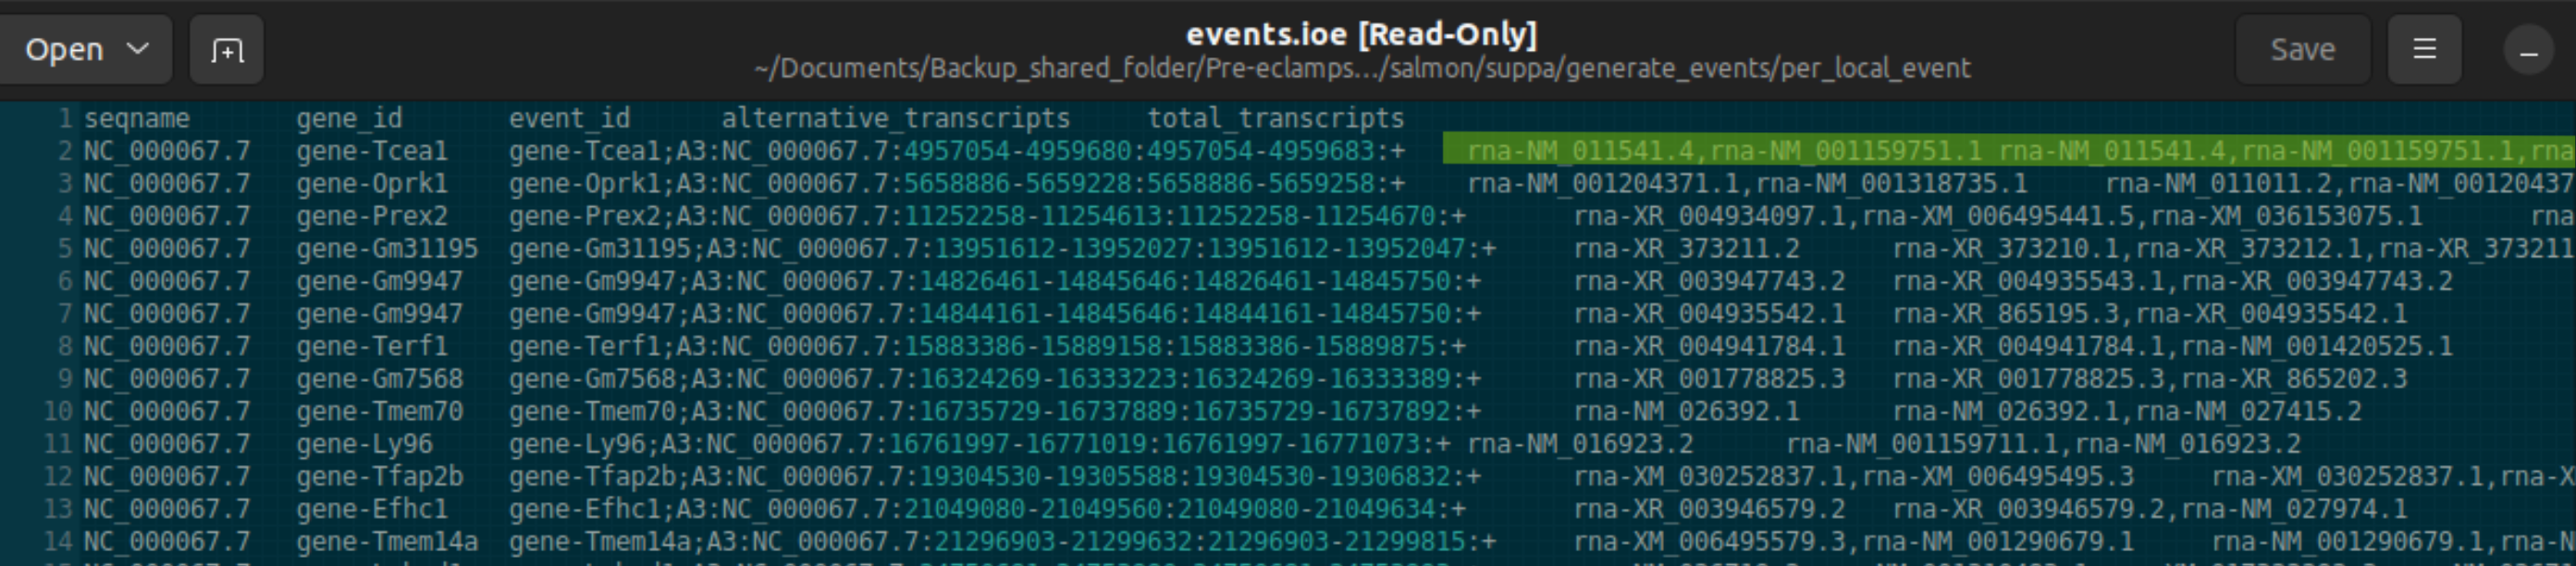 Open
events.ioe [Read-Only]
~/Documents/Backup_shared_folder/Pre-eclamps.../salmon/suppa/generate_events/per_local_event
Save
1 seqname gene_id event_id alternative_transcripts total_transcripts
2 NC_000067.7 gene-Tcea1 gene-Tcea1;A3:NC_000067.7:4957054-4959680:4957054-4959683:+ rna-NM_011541.4,rna-NM_001159751.1 rna-NM_011541.4,rna-NM_001159751.1,rna
3 NC_000067.7 gene-Oprk1 gene-Oprk1;A3:NC_000067.7:5658886-5659228:5658886-5659258:+ rna-NM_001204371.1,rna-NM_001318735.1 rna-NM_011011.2,rna-NM_00120437
4 NC_000067.7 gene-Prex2 gene-Prex2;A3:NC_000067.7:11252258-11254613:11252258-11254670:+ rna-XR_004934097.1,rna-XM_006495441.5,rna-XM_036153075.1 rna
5 NC_000067.7 gene-Gm31195 gene-Gm31195;A3:NC_000067.7:13951612-13952027:13951612-13952047:+ rna-XR_373211.2 rna-XR_373210.1,rna-XR_373212.1,rna-XR_373211
6 NC_000067.7 gene-Gm9947 gene-Gm9947;A3:NC_000067.7:14826461-14845646:14826461-14845750:+ rna-XR_003947743.2 rna-XR_004935543.1,rna-XR_003947743.2
7 NC_000067.7 gene-Gm9947 gene-Gm9947;A3:NC_000067.7:14844161-14845646:14844161-14845750:+ rna-XR_004935542.1 rna-XR_865195.3,rna-XR_004935542.1
8 NC_000067.7 gene-Terf1 gene-Terf1;A3:NC_000067.7:15883386-15889158:15883386-15889875:+ rna-XR_004941784.1 rna-XR_004941784.1,rna-NM_001420525.1
9 NC_000067.7 gene-Gm7568 gene-Gm7568;A3:NC_000067.7:16324269-16333223:16324269-16333389:+ rna-XR_001778825.3 rna-XR_001778825.3,rna-XR_865202.3
10 NC_000067.7 gene-Tmem70 gene-Tmem70;A3:NC_000067.7:16735729-16737889:16735729-16737892:+ rna-NM_026392.1 rna-NM_026392.1,rna-NM_027415.2
11 NC_000067.7 gene-Ly96 gene-Ly96;A3:NC_000067.7:16761997-16771019:16761997-16771073:+ rna-NM_016923.2 rna-NM_001159711.1,rna-NM_016923.2
12 NC_000067.7 gene-Tfap2b gene-Tfap2b;A3:NC_000067.7:19304530-19305588:19304530-19306832:+ rna-XM_030252837.1,rna-XM_006495495.3 rna-XM_030252837.1,rna-X
13 NC_000067.7 gene-Efhc1 gene-Efhc1;A3:NC_000067.7:21049080-21049560:21049080-21049634:+ rna-XR_003946579.2 rna-XR_003946579.2,rna-NM_027974.1
14 NC_000067.7 gene-Tmem14a gene-Tmem14a;A3:NC_000067.7:21296903-21299632:21296903-21299815:+ rna-XM_006495579.3,rna-NM_001290679.1 rna-NM_001290679.1,rna-N